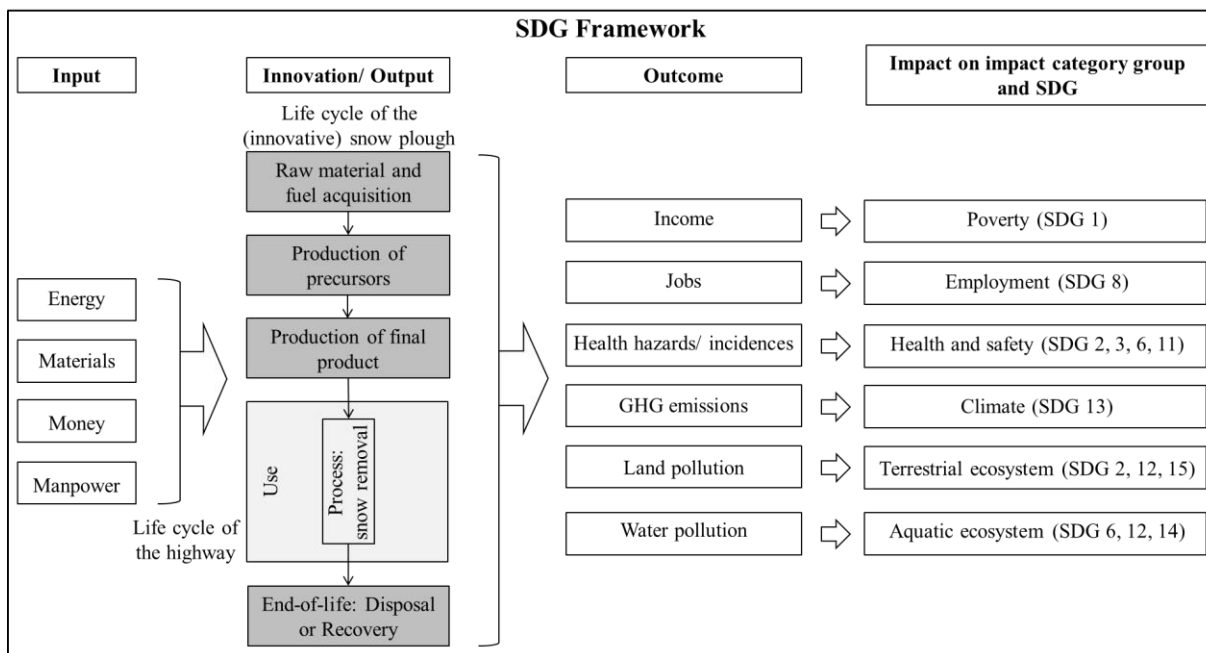 SDG Framework
Input
Innovation/ Output
Outcome
Impact on impact category group
and SDG
Life cycle of the
(innovative) snow plough
Raw material and
fuel acquisition
Production of
precursors
Production of final
product
Use
Process:
snow removal
End-of-life: Disposal
or Recovery
Energy
Materials
Money
Manpower
Life cycle of
the highway
Income
Poverty (SDG 1)
Jobs
Employment (SDG 8)
Health hazards/ incidences
Health and safety (SDG 2, 3, 6, 11)
GHG emissions
Climate (SDG 13)
Land pollution
Terrestrial ecosystem (SDG 2, 12, 15)
Water pollution
Aquatic ecosystem (SDG 6, 12, 14)